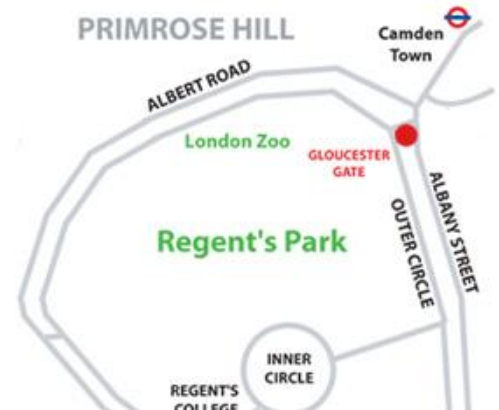 PRIMROSE HILL
Camden
Town
ALBERT ROAD
London Zoo
GLOUCESTER
GATE
ALBANY STREET
OUTER CIRCLE
Regent's Park
INNER
CIRCLE
REGENT'S
COLLEGE